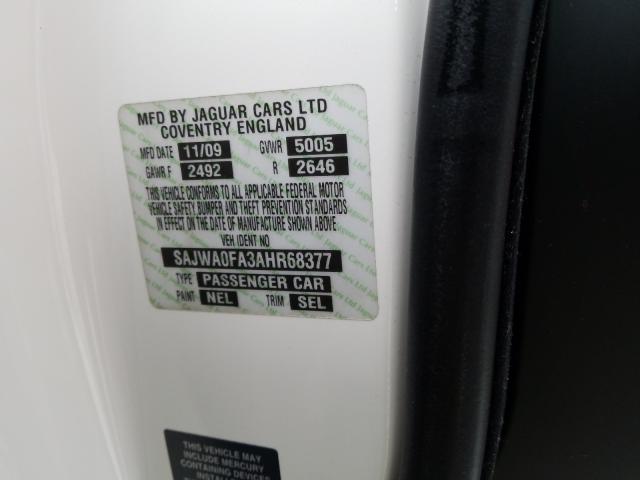 MFD BY JAGUAR CARS LTD
COVENTRY ENGLAND
MFD DATE 11/09 GVWR 5005
GAWR F 2492 R 2646
THIS VEHICLE CONFORMS TO ALL APPLICABLE FEDERAL MOTOR
VEHICLE SAFETY BUMPER AND THEFT PREVENTION STANDARDS
IN EFFECT ON THE DATE OF MANUFACTURE SHOWN ABOVE
VEH IDENT NO
SAJWA0FA3AHR68377
TYPE PASSENGER CAR
PAINT NEL TRIM SEL
THIS VEHICLE MAY
INCLUDE MERCURY
CONTAINING DEVICES